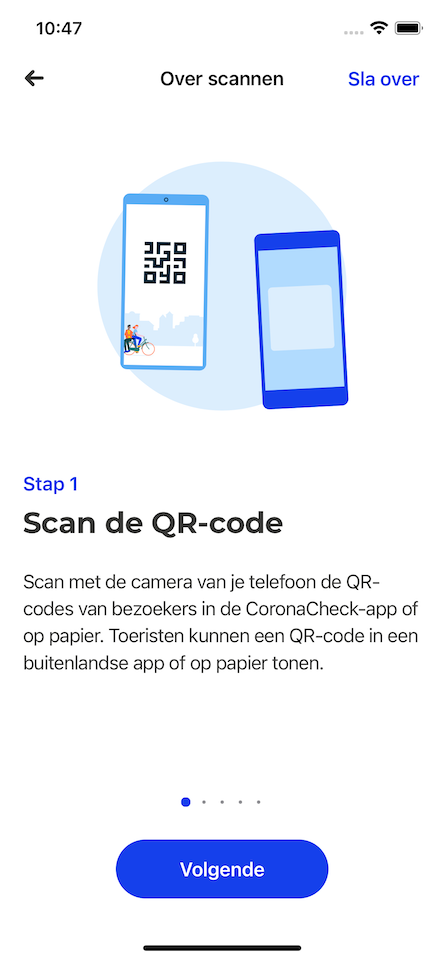 10:47
Over scannen
Sla over
Stap 1
Scan de QR-code
Scan met de camera van je telefoon de QR-
codes van bezoekers in de CoronaCheck-app of
op papier. Toeristen kunnen een QR-code in een
buitenlandse app of op papier tonen.
Volgende